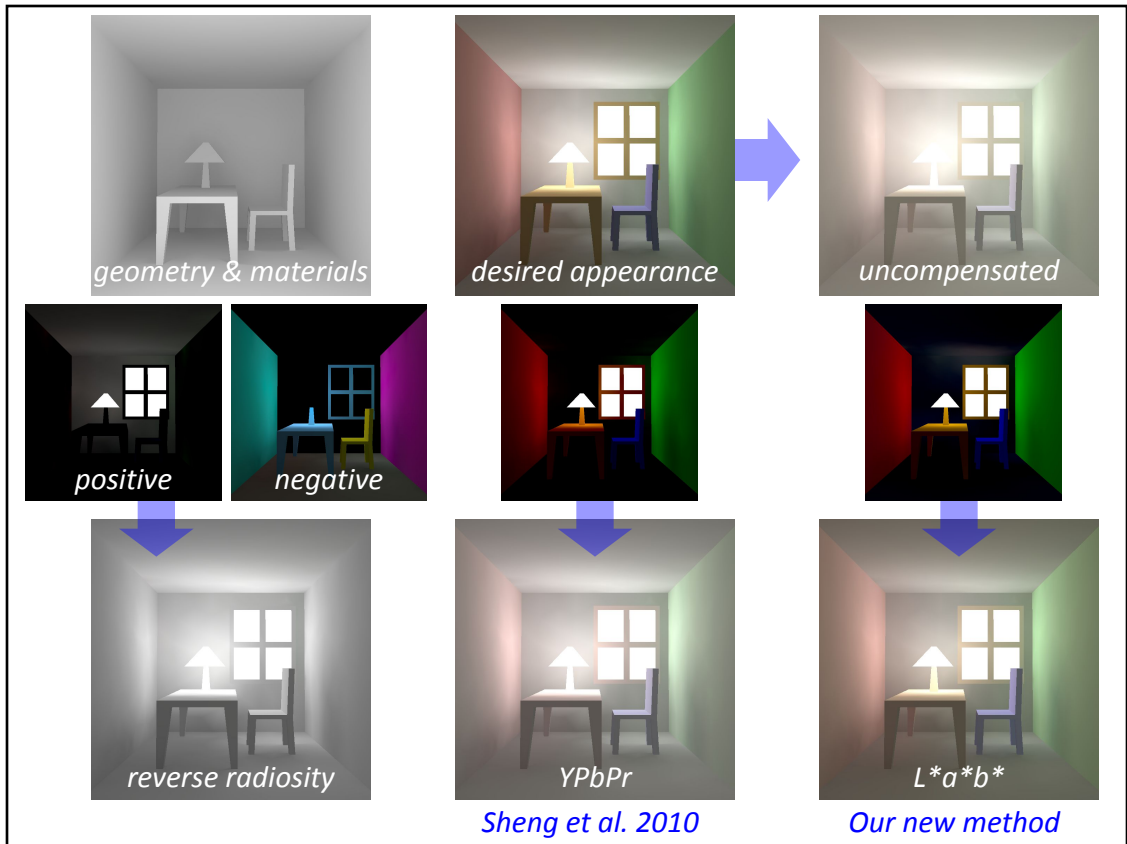 geometry & materials
desired appearance
uncompensated
positive
negative
reverse radiosity
YPbPr
L*a*b*
Sheng et al. 2010
Our new method